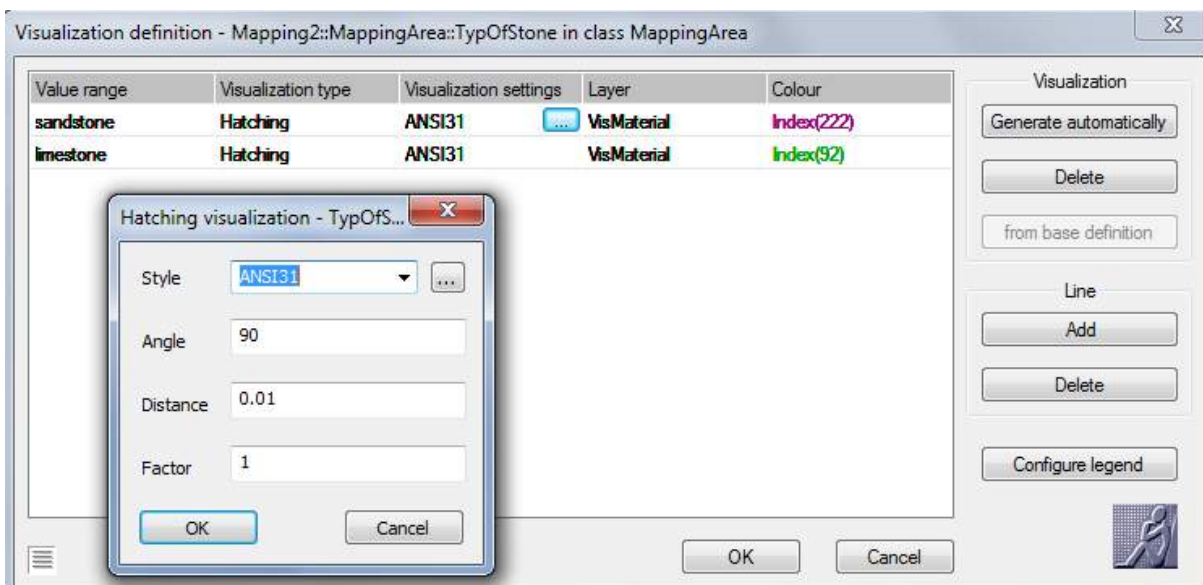 Visualization definition - Mapping2::MappingArea::TypOfStone in class MappingArea
Value range Visualization type Visualization settings Layer Colour
sandstone Hatching ANSI31 ... VisMaterial Index(222)
limestone Hatching ANSI31 VisMaterial Index(92)
Visualization
Generate automatically
Delete
from base definition
Line
Add
Delete
Configure legend
Hatching visualization - TypOfS...
Style ANSI31 ...
Angle 90
Distance 0.01
Factor 1
OK Cancel
OK Cancel